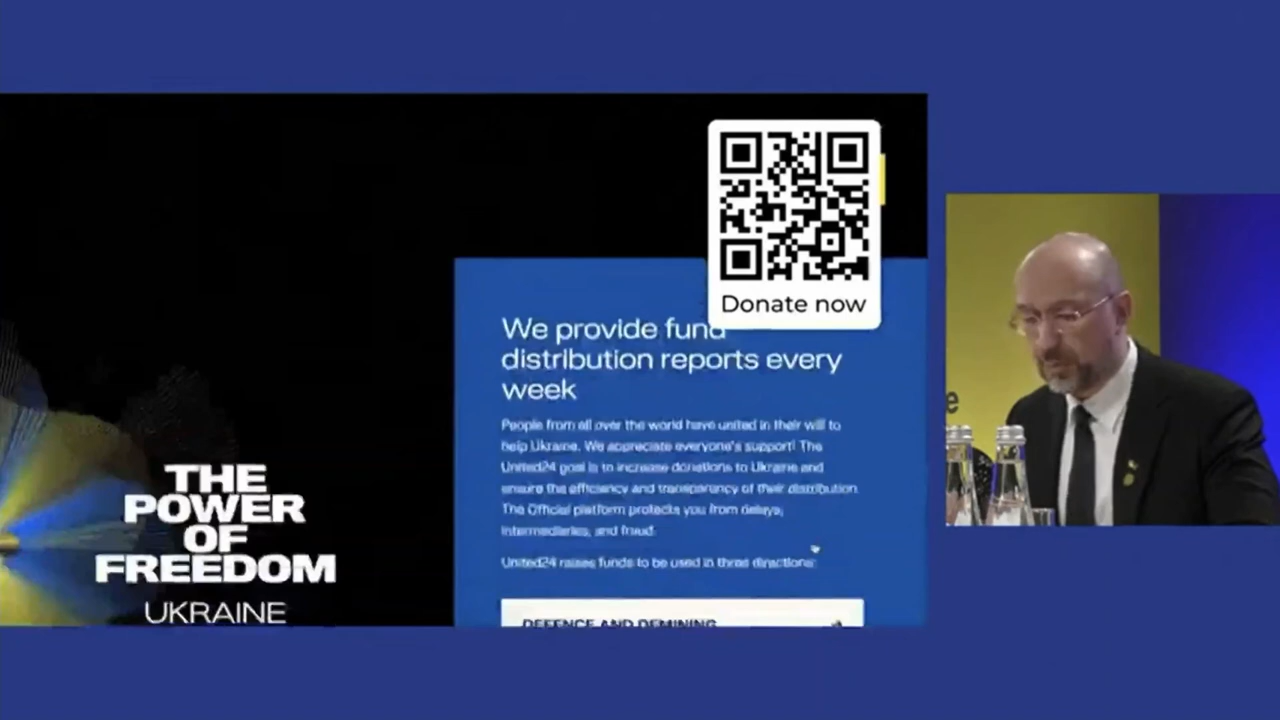 Donate now
We provide fund
distribution reports every
week
People from all over the world have united in their will to
help Ukraine. We appreciate everyone's support! The
United24 goal is to increase donations to Ukraine and
ensure the efficiency and transparency of their distribution.
The Official platform protects you from delays,
intermediaries, and fraud.
United24 raises funds to be used in three directions:
DEFENCE AND DEMINING
THE
POWER
OF
FREEDOM
UKRAINE
e